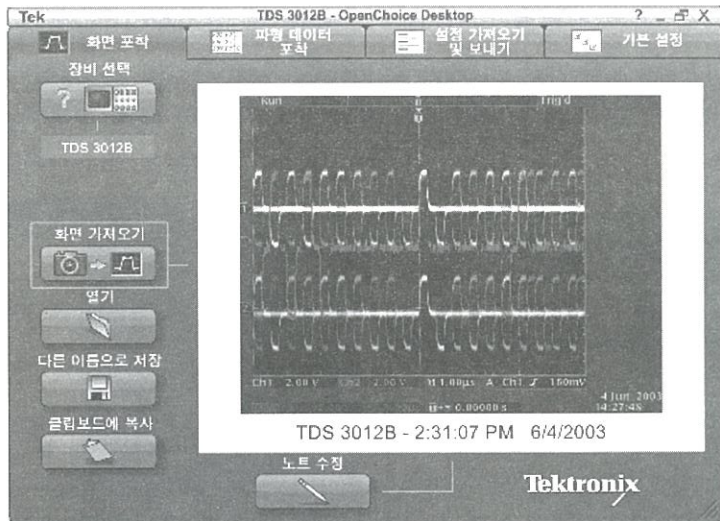 Tek TDS 3012B - OpenChoice Desktop ? _ X
화면 포착
파형 데이터
포착
설정 가져오기
및 보내기
기본 설정
장비 선택
?
TDS 3012B
화면 가져오기
열기
다른 이름으로 저장
클립보드에 복사
Run Trig'd
Ch1 2.00 V Ch2 2.00 V M 1.00µs A Ch1 150mV
0.00000 s
4 Jun 2003
14:27:48
TDS 3012B - 2:31:07 PM 6/4/2003
노트 수정
Tektronix